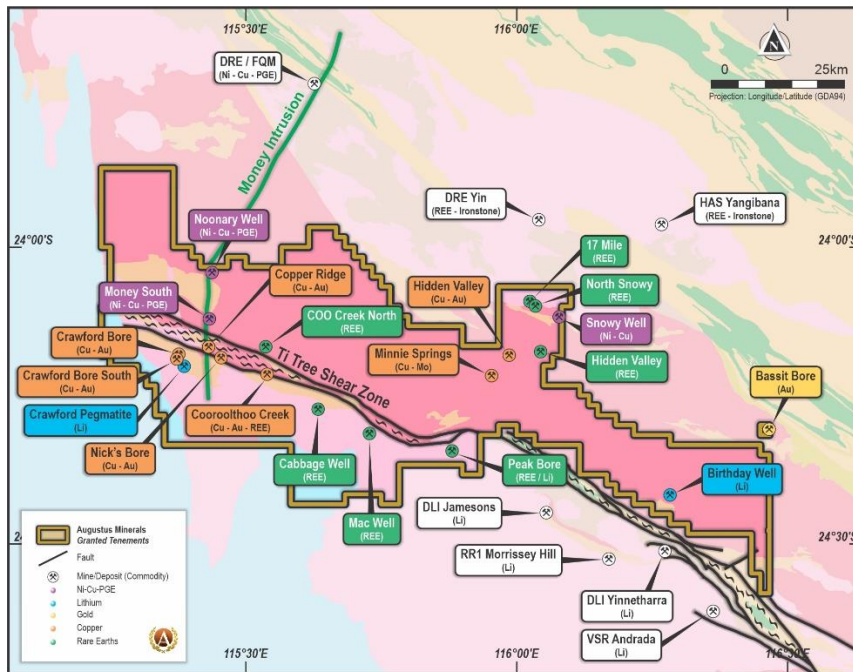 115°30'E
116°00'E
N
0 25km
Projection: Longitude/Latitude (GDA94)
DRE / FQM
(Ni - Cu - PGE)
Money Intrusion
DRE Yin
(REE - Ironstone)
HAS Yangibana
(REE - Ironstone)
Noonary Well
(Ni - Cu - PGE)
24°00'S
24°00'S
17 Mile
(REE)
Copper Ridge
(Cu - Au)
Hidden Valley
(Cu - Au)
North Snowy
(REE)
Money South
(Ni - Cu - PGE)
COO Creek North
(REE)
Snowy Well
(Ni - Cu)
Crawford Bore
(Cu - Au)
Ti Tree Shear Zone
Minnie Springs
(Cu - Mo)
Hidden Valley
(REE)
Crawford Bore South
(Cu - Au)
Bassit Bore
(Au)
Crawford Pegmatite
(Li)
Cooroolthoo Creek
(Cu - Au - REE)
Nick's Bore
(Cu - Au)
Cabbage Well
(REE)
Peak Bore
(REE / Li)
Birthday Well
(Li)
Mac Well
(REE)
DLI Jamesons
(Li)
24°30'S
RR1 Morrissey Hill
(Li)
DLI Yinnetharra
(Li)
VSR Andrada
(Li)
Augustus Minerals
Granted Tenements
Fault
Mine/Deposit (Commodity)
Ni-Cu-PGE
Lithium
Gold
Copper
Rare Earths
A
115°30'E
116°00'E
116°30'E